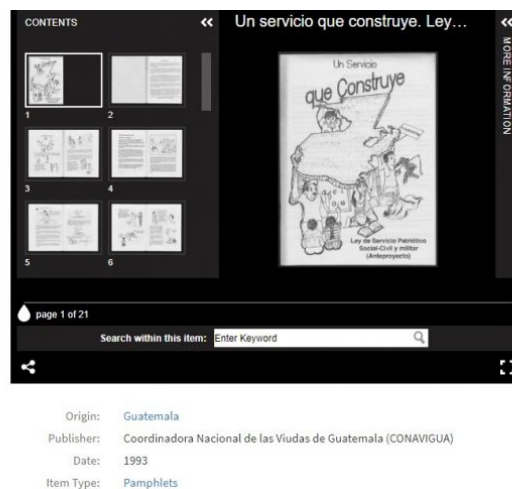 CONTENTS
Un servicio que construye. Ley...
MORE INFORMATION
1
2
3
4
5
6
Un Servicio
que Construye
Ley de Servicio Patriótico
Social-Civil y militar
(Anteproyecto)
page 1 of 21
Search within this item: Enter Keyword
Origin: Guatemala
Publisher: Coordinadora Nacional de las Viudas de Guatemala (CONAVIGUA)
Date: 1993
Item Type: Pamphlets